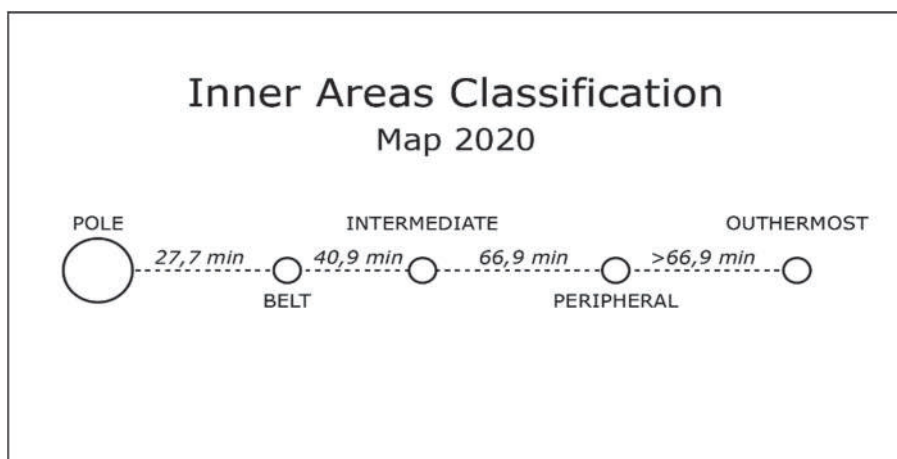 Inner Areas Classification
Map 2020
POLE
INTERMEDIATE
OUTHERMOST
27,7 min
40,9 min
66,9 min
>66,9 min
BELT
PERIPHERAL